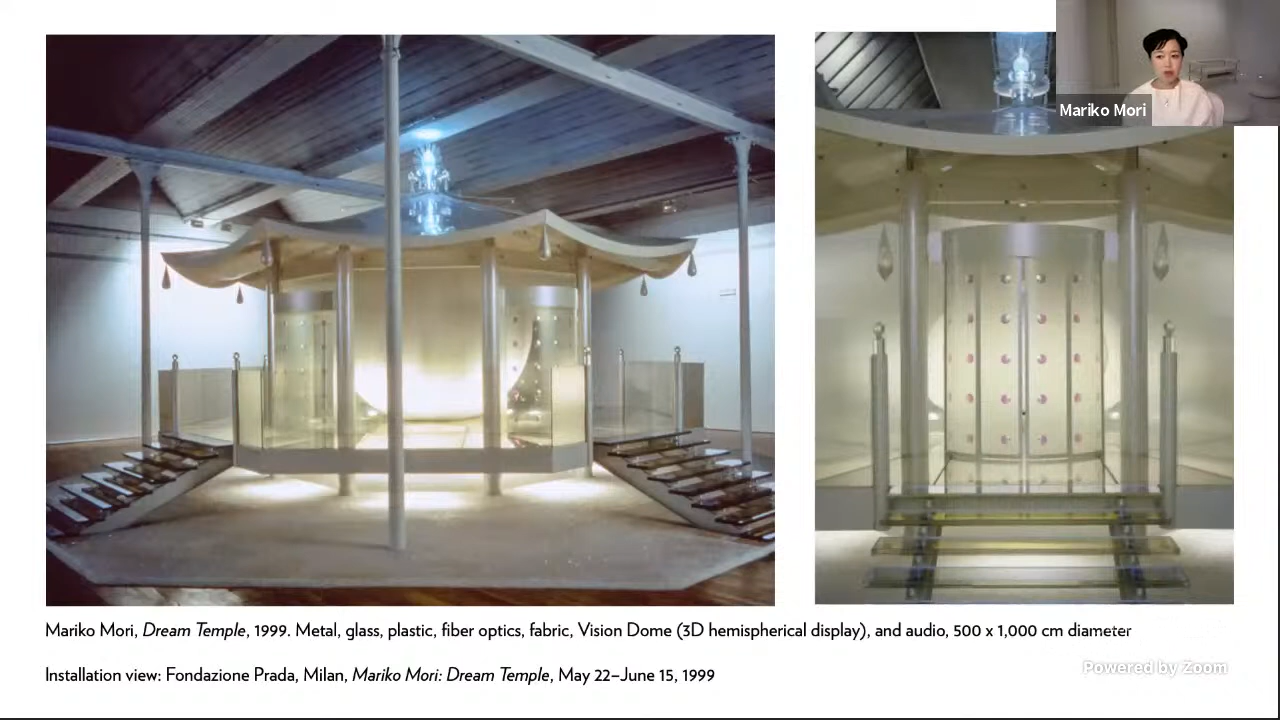 Mariko Mori
Mariko Mori, Dream Temple, 1999. Metal, glass, plastic, fiber optics, fabric, Vision Dome (3D hemispherical display), and audio, 500 x 1,000 cm diameter
Installation view: Fondazione Prada, Milan, Mariko Mori: Dream Temple, May 22–June 15, 1999
Powered by Zoom